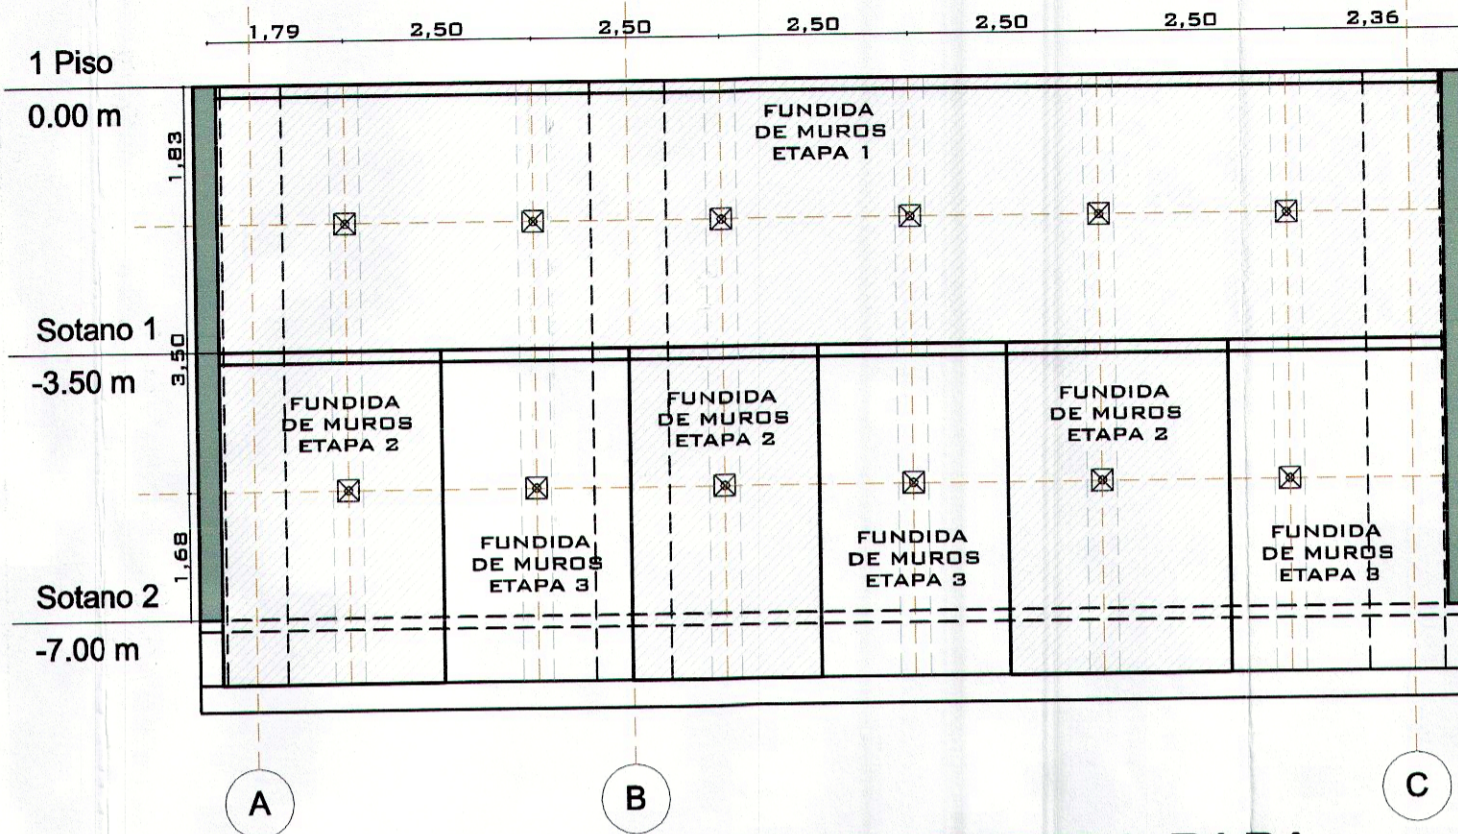 1,79 2,50 2,50 2,50 2,50 2,50 2,36
1 Piso
0.00 m
1,83
FUNDIDA
DE MUROS
ETAPA 1
Sotano 1
-3.50 m
3,50
FUNDIDA
DE MUROS
ETAPA 2
FUNDIDA
DE MUROS
ETAPA 2
FUNDIDA
DE MUROS
ETAPA 2
1,68
FUNDIDA
DE MUROS
ETAPA 3
FUNDIDA
DE MUROS
ETAPA 3
FUNDIDA
DE MUROS
ETAPA 3
Sotano 2
-7.00 m
A
B
C